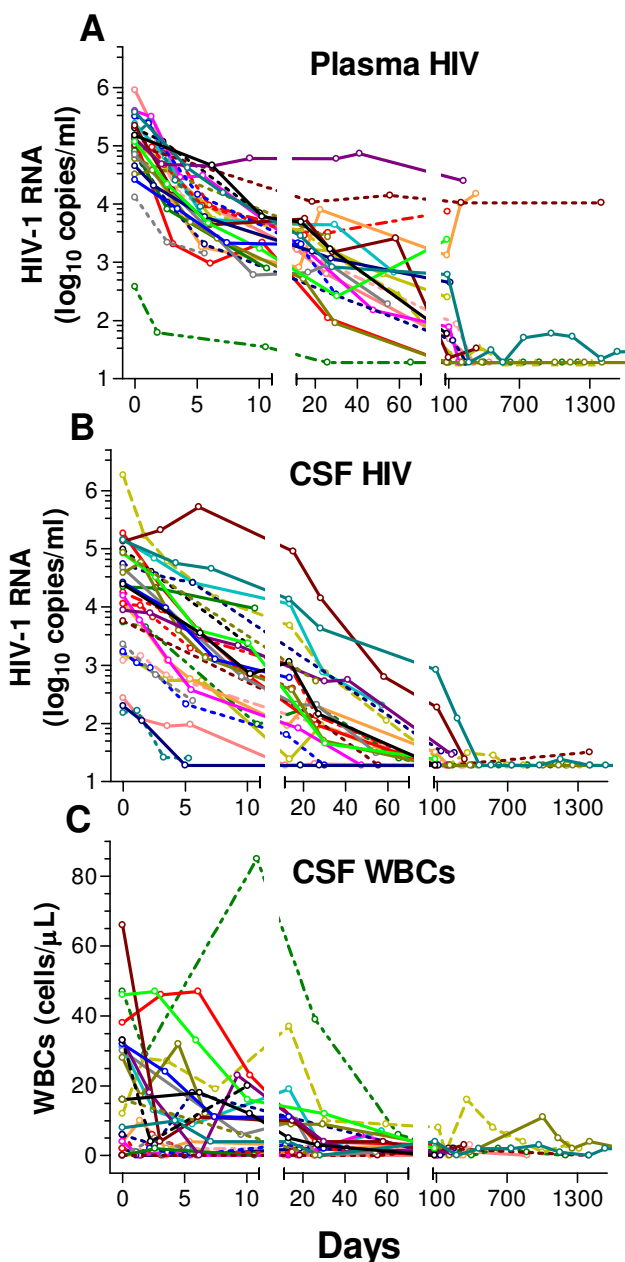 A
Plasma HIV
HIV-1 RNA
(log10 copies/ml)
6
5
4
3
2
1
0 5 10 20 40 60 100 700 1300
B
CSF HIV
HIV-1 RNA
(log10 copies/ml)
6
5
4
3
2
1
0 5 10 20 40 60 100 700 1300
C
CSF WBCs
WBCs (cells/μL)
80
60
40
20
0
0 5 10 20 40 60 100 700 1300
Days